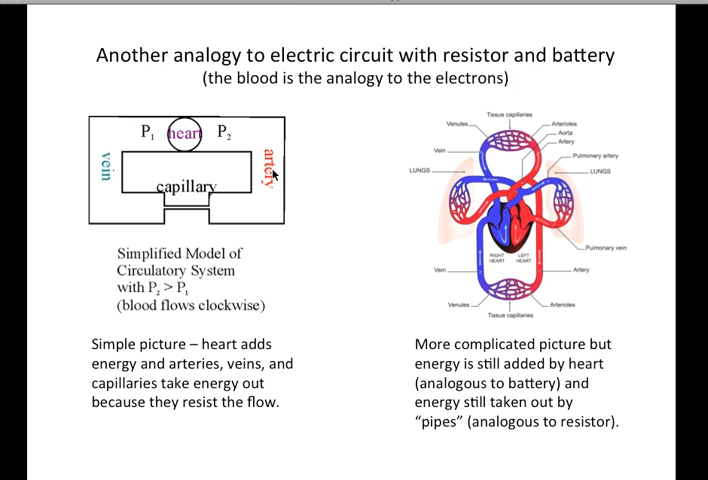 Another analogy to electric circuit with resistor and battery
(the blood is the analogy to the electrons)
P1 heart P2
vein
artery
capillary
Simplified Model of
Circulatory System
with P2 > P1
(blood flows clockwise)
Simple picture – heart adds
energy and arteries, veins, and
capillaries take energy out
because they resist the flow.
Tissue capillaries
Venules
Arterioles
Aorta
Artery
Vein
Pulmonary artery
LUNGS
LUNGS
RIGHT HEART
LEFT HEART
Pulmonary vein
Vein
Artery
Venules
Arterioles
Tissue capillaries
More complicated picture but
energy is still added by heart
(analogous to battery) and
energy still taken out by
“pipes” (analogous to resistor).